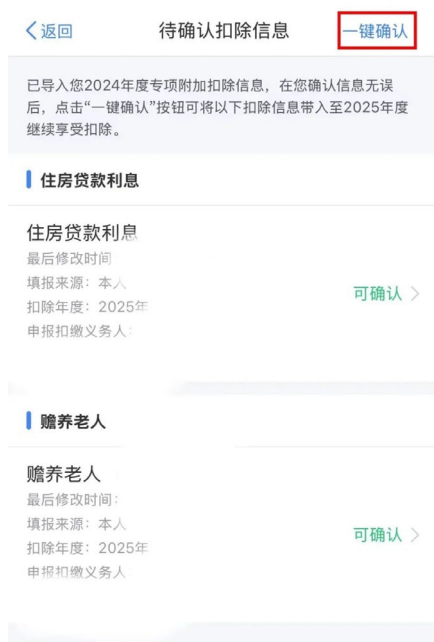 返回 待确认扣除信息 一键确认
已导入您2024年度专项附加扣除信息，在您确认信息无误
后，点击“一键确认”按钮可将以下扣除信息带入至2025年度
继续享受扣除。
住房贷款利息
住房贷款利息
最后修改时间
填报来源：本人
扣除年度：2025年
可确认
申报扣缴义务人：
赡养老人
赡养老人
最后修改时间：
填报来源：本人
扣除年度：2025年
可确认
申报扣缴义务人